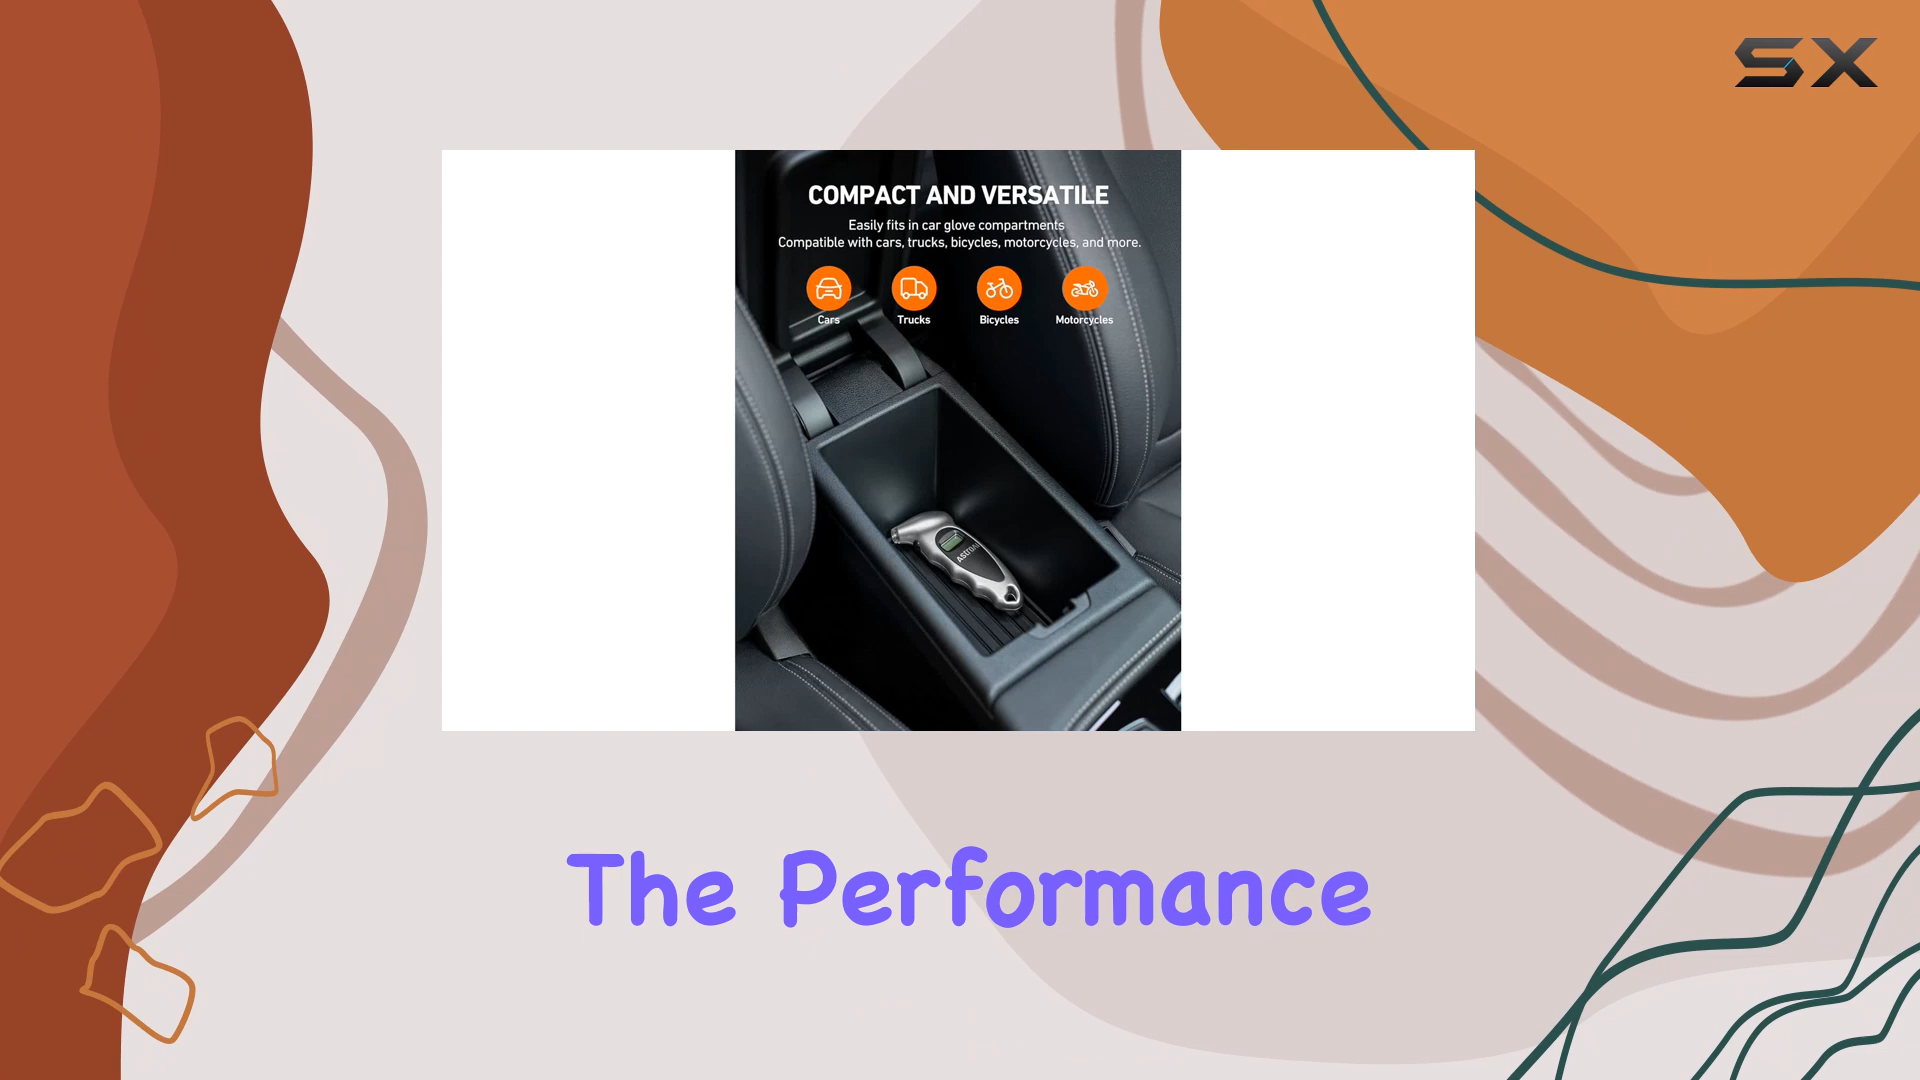 SX
COMPACT AND VERSATILE
Easily fits in car glove compartments
Compatible with cars, trucks, bicycles, motorcycles, and more.
Cars Trucks Bicycles Motorcycles
ASTROAI
The Performance